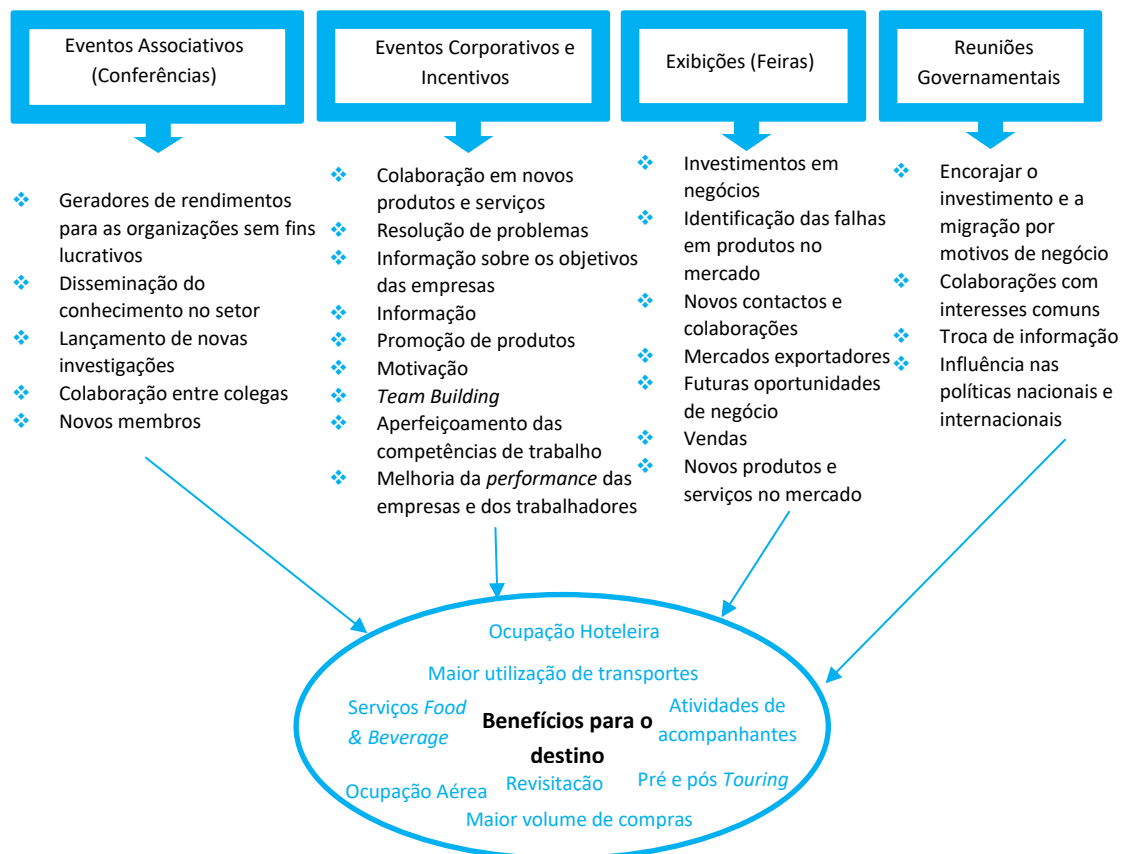 Eventos Associativos
(Conferências)
Eventos Corporativos e
Incentivos
Exibições (Feiras)
Reuniões
Governamentais
Geradores de rendimentos
para as organizações sem fins
lucrativos
Disseminação do
conhecimento no setor
Lançamento de novas
investigações
Colaboração entre colegas
Novos membros
Colaboração em novos
produtos e serviços
Resolução de problemas
Informação sobre os objetivos
das empresas
Informação
Promoção de produtos
Motivação
Team Building
Aperfeiçoamento das
competências de trabalho
Melhoria da performance das
empresas e dos trabalhadores
Investimentos em
negócios
Identificação das falhas
em produtos no
mercado
Novos contactos e
colaborações
Mercados exportadores
Futuras oportunidades
de negócio
Vendas
Novos produtos e
serviços no mercado
Encorajar o
investimento e a
migração por
motivos de negócio
Colaborações com
interesses comuns
Troca de informação
Influência nas
políticas nacionais e
internacionais
Ocupação Hoteleira
Maior utilização de transportes
Serviços Food
& Beverage
Benefícios para o
destino
Atividades de
acompanhantes
Ocupação Aérea
Revisitação
Pré e pós Touring
Maior volume de compras